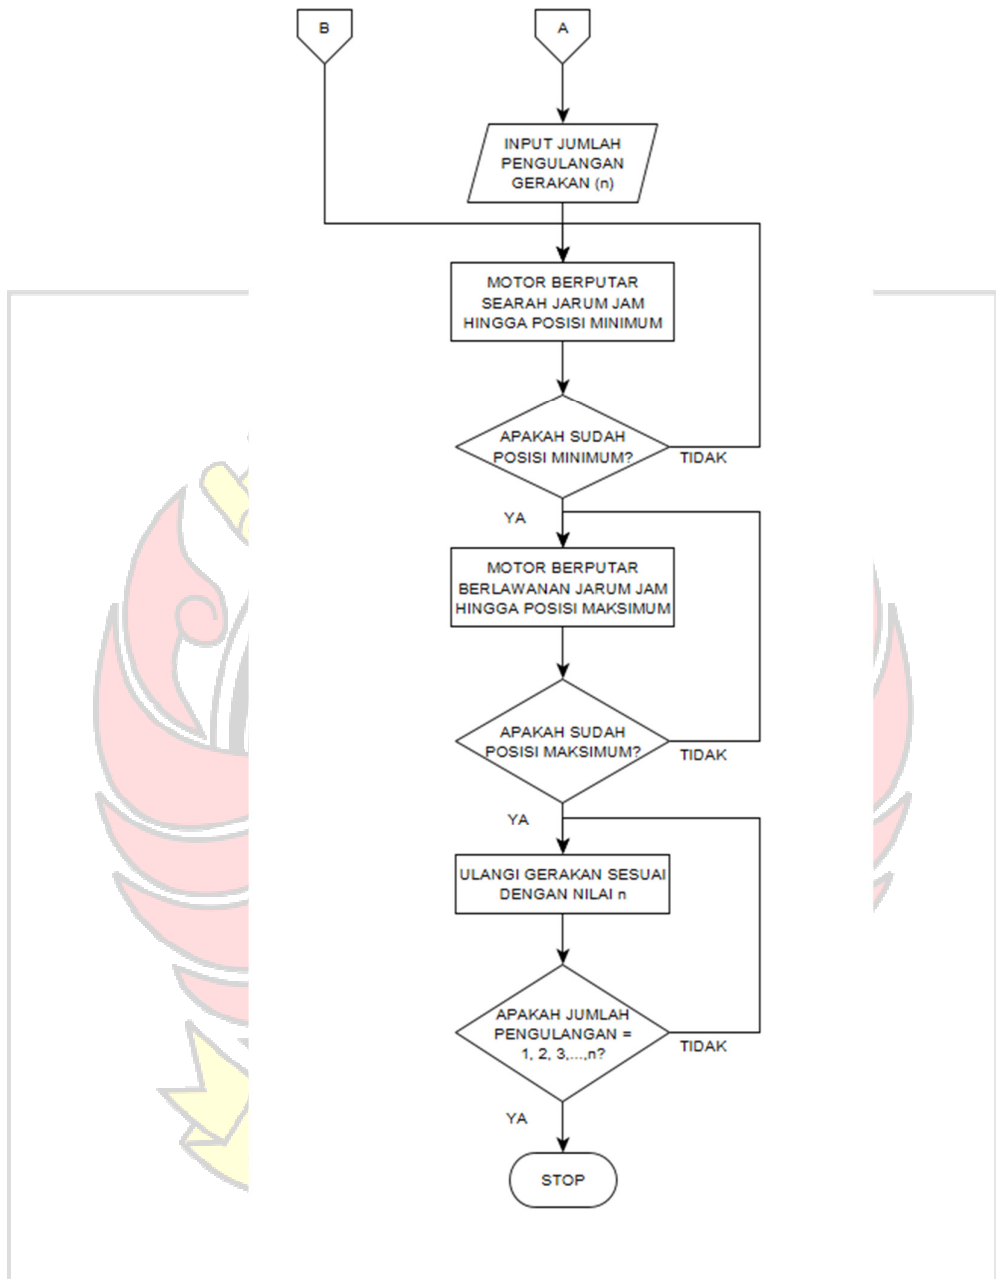 B
A
INPUT JUMLAH
PENGULANGAN
GERAKAN (n)
MOTOR BERPUTAR
SEARAH JARUM JAM
HINGGA POSISI MINIMUM
APAKAH SUDAH
POSISI MINIMUM?
TIDAK
YA
MOTOR BERPUTAR
BERLAWANAN JARUM JAM
HINGGA POSISI MAKSIMUM
APAKAH SUDAH
POSISI MAKSIMUM?
TIDAK
YA
ULANGI GERAKAN SESUAI
DENGAN NILAI n
APAKAH JUMLAH
PENGULANGAN =
1, 2, 3,...,n?
TIDAK
YA
STOP